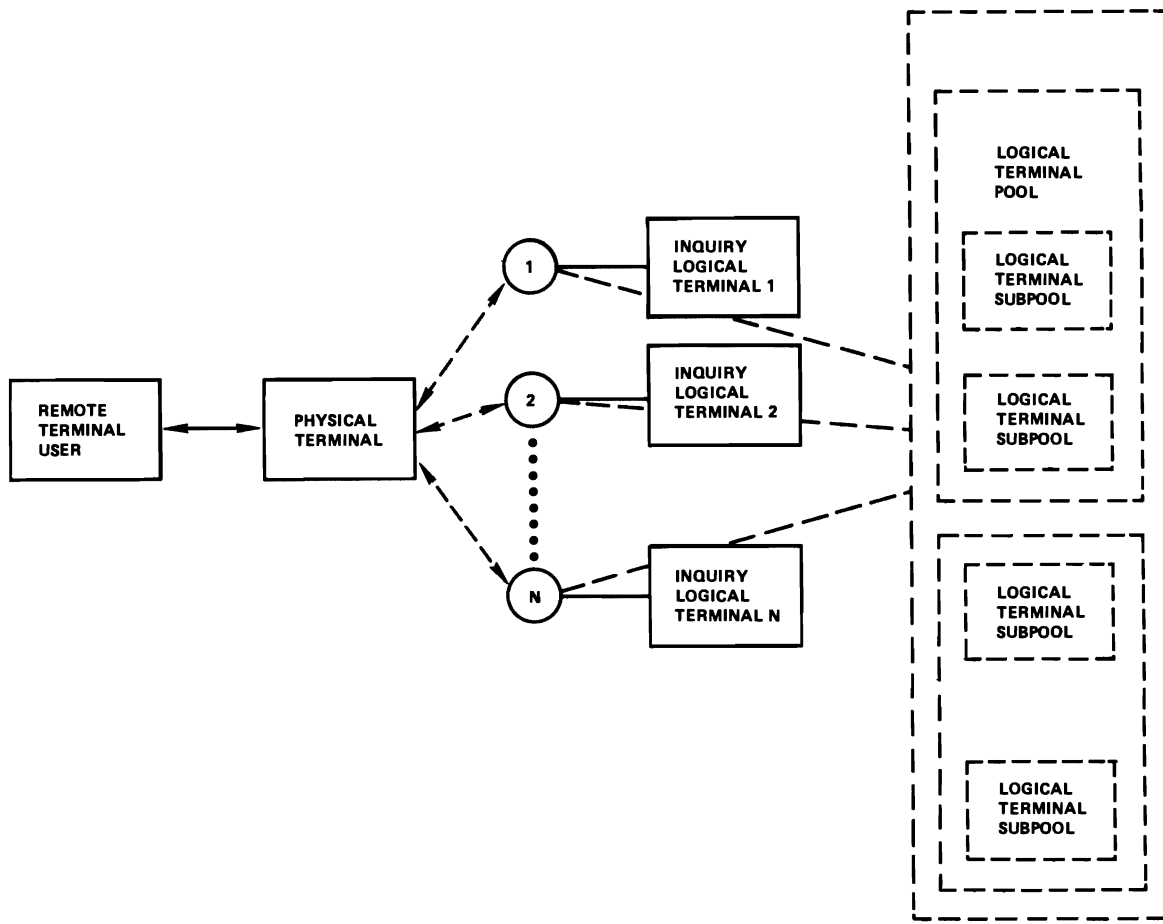 REMOTE
TERMINAL
USER
PHYSICAL
TERMINAL
1
2
N
INQUIRY
LOGICAL
TERMINAL 1
INQUIRY
LOGICAL
TERMINAL 2
INQUIRY
LOGICAL
TERMINAL N
LOGICAL
TERMINAL
POOL
LOGICAL
TERMINAL
SUBPOOL
LOGICAL
TERMINAL
SUBPOOL
LOGICAL
TERMINAL
SUBPOOL
LOGICAL
TERMINAL
SUBPOOL